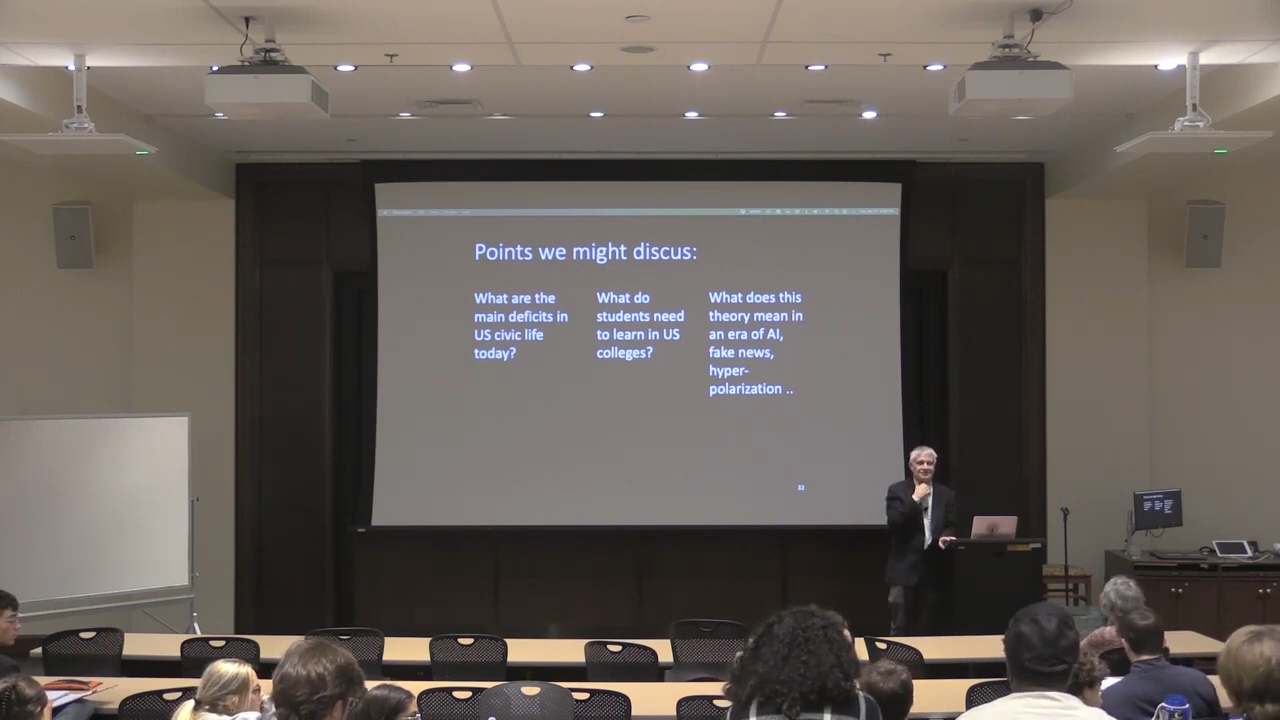 Points we might discus:
What are the
main deficits in
US civic life
today?
What do
students need
to learn in US
colleges?
What does this
theory mean in
an era of AI,
fake news,
hyper-
polarization ..
32